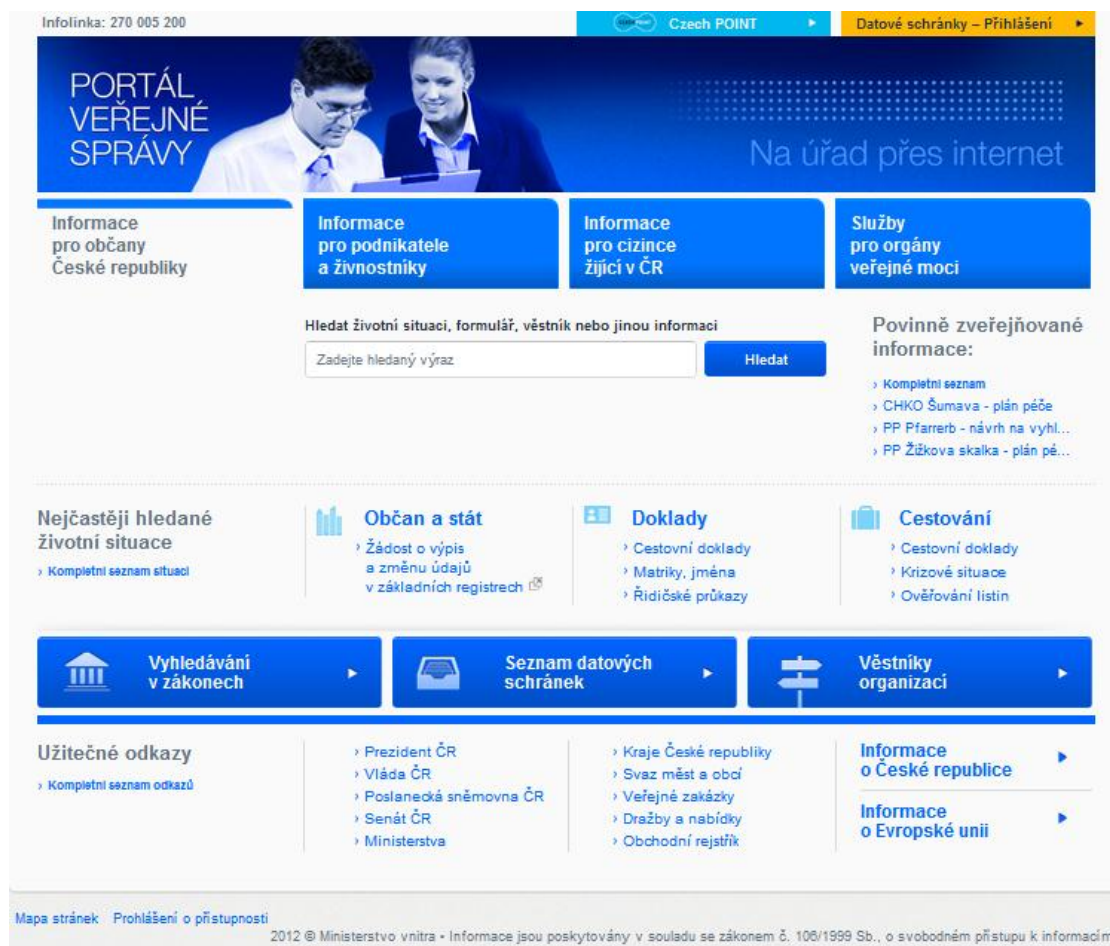 Infolinka: 270 005 200
Czech POINT
Datové schránky – Přihlášení
PORTÁL
VEŘEJNÉ
SPRÁVY
Na úřad přes internet
Informace
pro občany
České republiky
Informace
pro podnikatele
a živnostníky
Informace
pro cizince
žijící v ČR
Služby
pro orgány
veřejné moci
Hledat životní situaci, formulář, věstník nebo jinou informaci
Zadejte hledaný výraz
Hledat
Povinně zveřejňované
informace:
› Kompletní seznam
› CHKO Šumava - plán péče
› PP Pfarrerb - návrh na vyhl...
› PP Žižkova skalka - plán pé...
Nejčastěji hledané
životní situace
› Kompletní seznam situací
Občan a stát
› Žádost o výpis
a změnu údajů
v základních registrech
Doklady
› Cestovní doklady
› Matriky, jména
› Řidičské průkazy
Cestování
› Cestovní doklady
› Krizové situace
› Ověřování listin
Vyhledávání
v zákonech
Seznam datových
schránek
Věstníky
organizací
Užitečné odkazy
› Kompletní seznam odkazů
› Prezident ČR
› Vláda ČR
› Poslanecká sněmovna ČR
› Senát ČR
› Ministerstva
› Kraje České republiky
› Svaz měst a obcí
› Veřejné zakázky
› Dražby a nabídky
› Obchodní rejstřík
Informace
o České republice
Informace
o Evropské unii
Mapa stránek Prohlášení o přístupnosti
2012 © Ministerstvo vnitra • Informace jsou poskytovány v souladu se zákonem č. 106/1999 Sb., o svobodném přístupu k informacím